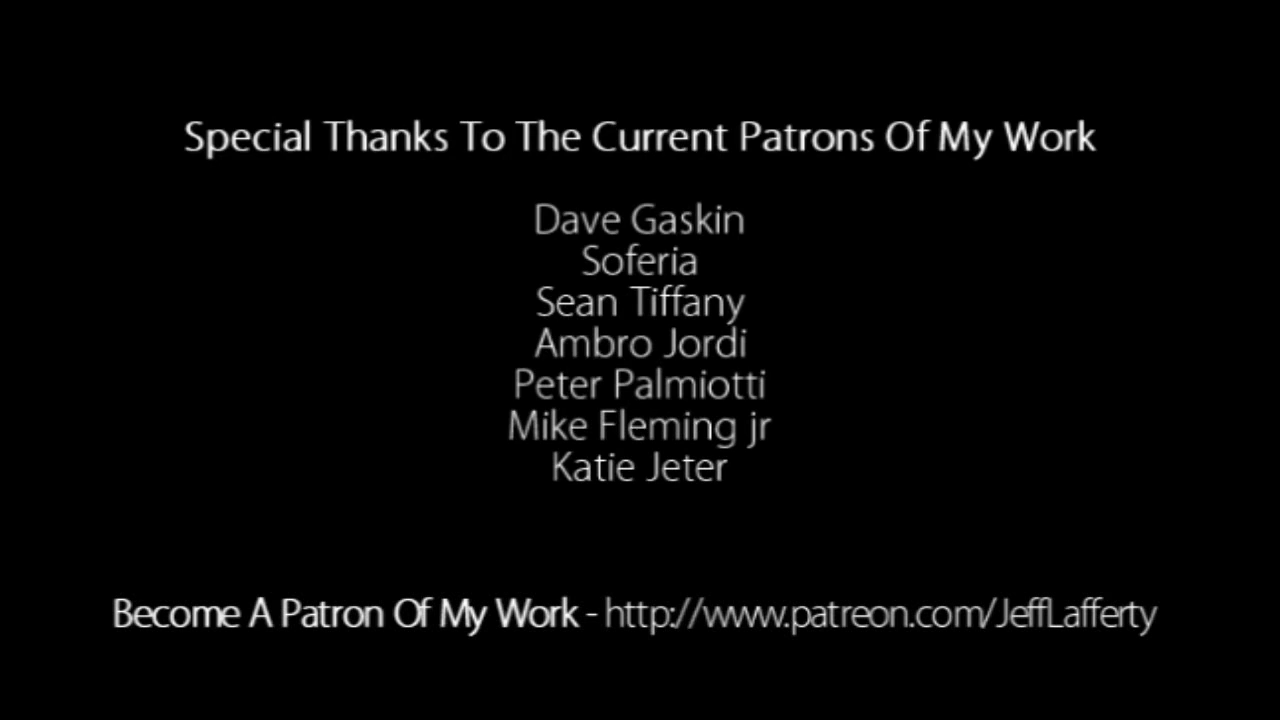 Special Thanks To The Current Patrons Of My Work
Dave Gaskin
Soferia
Sean Tiffany
Ambro Jordi
Peter Palmiotti
Mike Fleming jr
Katie Jeter
Become A Patron Of My Work - http://www.patreon.com/JeffLafferty